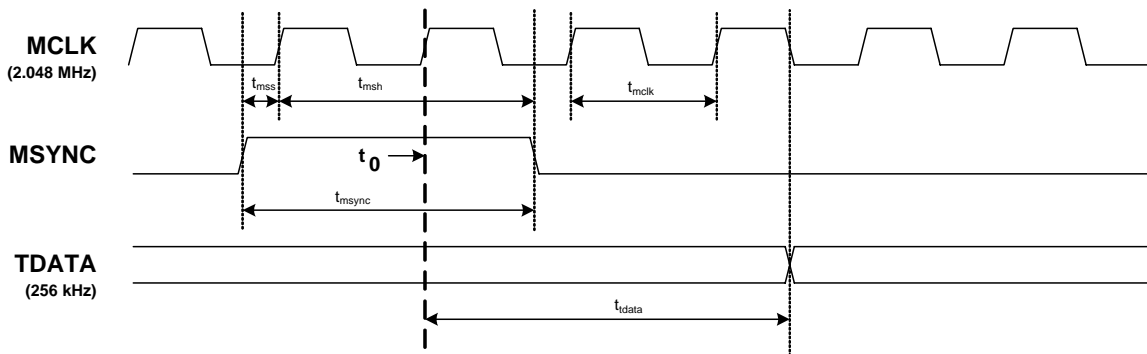 MCLK
(2.048 MHz)
tmss
tmsh
tmclk
MSYNC
t0
tmsync
TDATA
(256 kHz)
ttdata